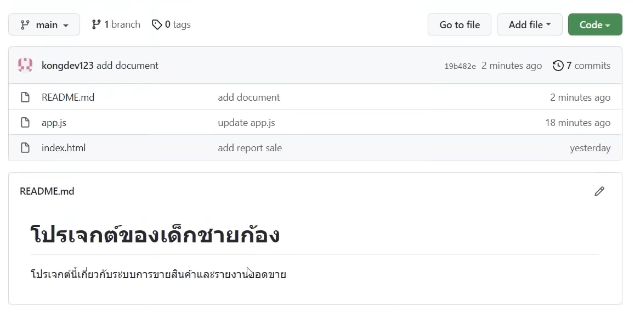 main
1 branch
0 tags
Go to file
Add file
Code
kongdev123 add document
19b482c 2 minutes ago
7 commits
README.md
add document
2 minutes ago
app.js
update app.js
18 minutes ago
index.html
add report sale
yesterday
README.md
โปรเจกต์ของเด็กชายก้อง
โปรเจกต์นี้เกี่ยวกับระบบการขายสินค้าและรายงานยอดขาย